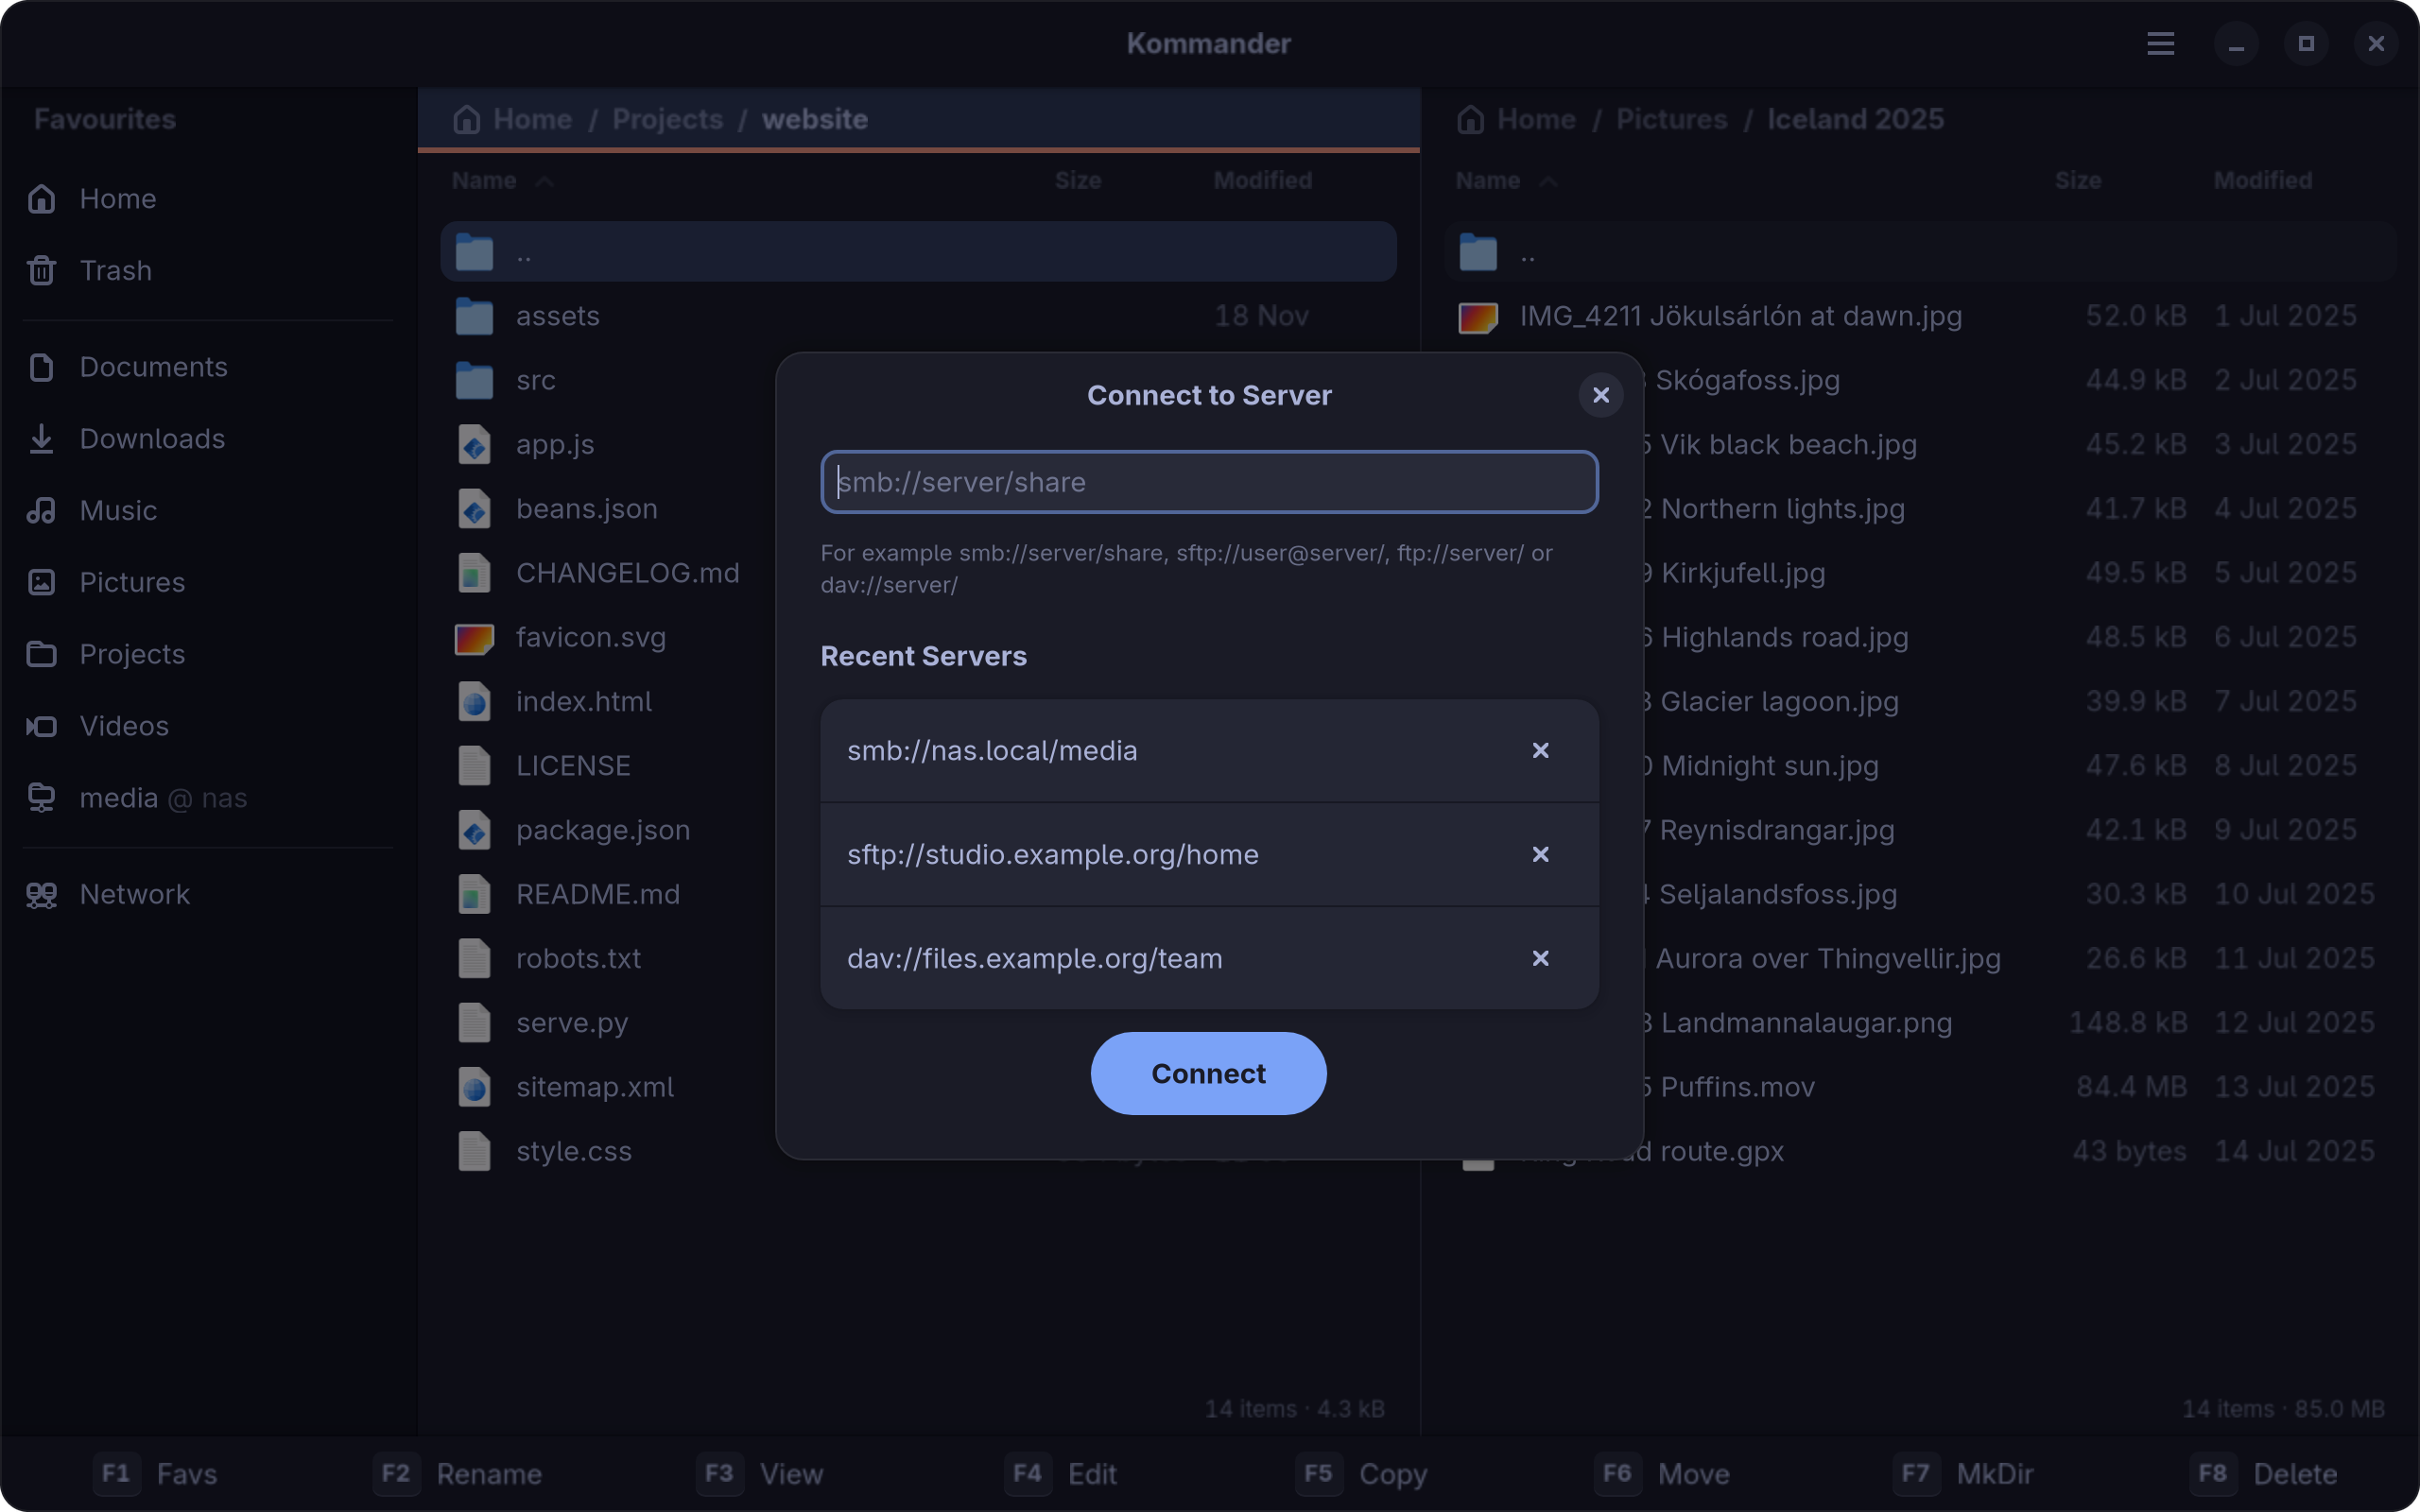 Kommander
Favourites
Home
Trash
Documents
Downloads
Music
Pictures
Projects
Videos
media @ nas
Network
Home / Projects / website
Name Size Modified
..
assets 18 Nov
src
app.js
beans.json
CHANGELOG.md
favicon.svg
index.html
LICENSE
package.json
README.md
robots.txt
serve.py
sitemap.xml
style.css
14 items · 4.3 kB
Home / Pictures / Iceland 2025
Name Size Modified
..
IMG_4211 Jökulsárlón at dawn.jpg 52.0 kB 1 Jul 2025
Skógafoss.jpg 44.9 kB 2 Jul 2025
Vik black beach.jpg 45.2 kB 3 Jul 2025
Northern lights.jpg 41.7 kB 4 Jul 2025
Kirkjufell.jpg 49.5 kB 5 Jul 2025
Highlands road.jpg 48.5 kB 6 Jul 2025
Glacier lagoon.jpg 39.9 kB 7 Jul 2025
Midnight sun.jpg 47.6 kB 8 Jul 2025
Reynisdrangar.jpg 42.1 kB 9 Jul 2025
Seljalandsfoss.jpg 30.3 kB 10 Jul 2025
Aurora over Thingvellir.jpg 26.6 kB 11 Jul 2025
Landmannalaugar.png 148.8 kB 12 Jul 2025
Puffins.mov 84.4 MB 13 Jul 2025
route.gpx 43 bytes 14 Jul 2025
14 items · 85.0 MB
Connect to Server
smb://server/share
For example smb://server/share, sftp://user@server/, ftp://server/ or
dav://server/
Recent Servers
smb://nas.local/media
sftp://studio.example.org/home
dav://files.example.org/team
Connect
F1 Favs F2 Rename F3 View F4 Edit F5 Copy F6 Move F7 MkDir F8 Delete